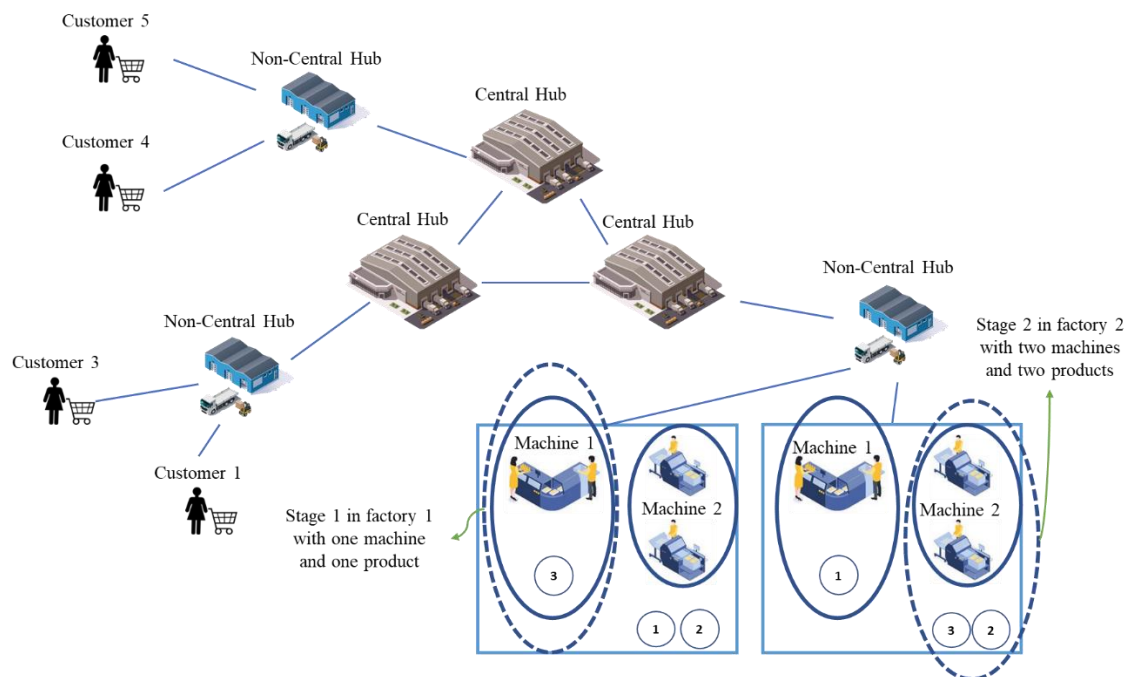 Customer 5
Non-Central Hub
Central Hub
Customer 4
Central Hub
Central Hub
Non-Central Hub
Non-Central Hub
Stage 2 in factory 2
with two machines
and two products
Customer 3
Customer 1
Machine 1
Machine 2
3
1
2
Machine 1
Machine 2
1
3
2
Stage 1 in factory 1
with one machine
and one product